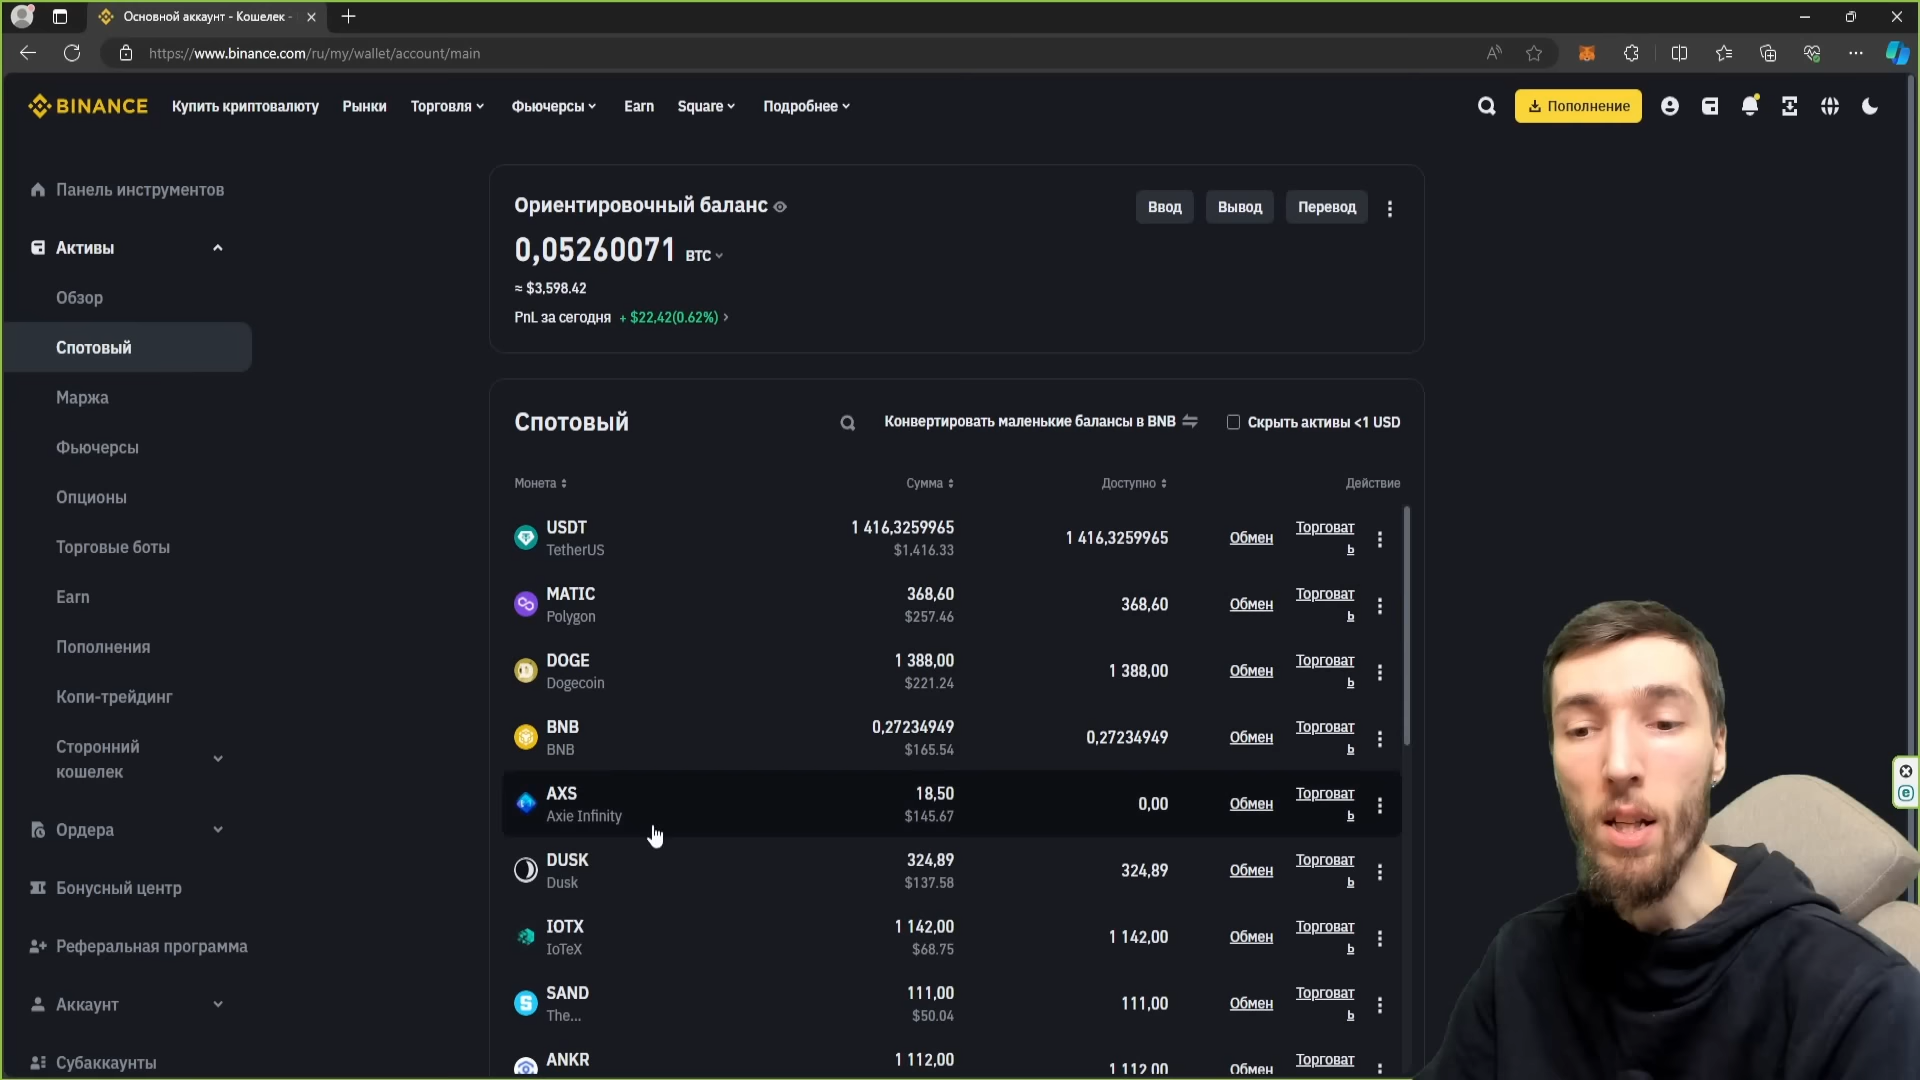 Основной аккаунт - Кошелек -
https://www.binance.com/ru/my/wallet/account/main
BINANCE
Купить криптовалюту
Рынки
Торговля
Фьючерсы
Earn
Square
Подробнее
Пополнение
Панель инструментов
Активы
Обзор
Спотовый
Маржа
Фьючерсы
Опционы
Торговые боты
Earn
Пополнения
Копи-трейдинг
Сторонний
кошелек
Ордера
Бонусный центр
Реферальная программа
Аккаунт
Субаккаунты
Ориентировочный баланс
Ввод
Вывод
Перевод
0,05260071 BTC
≈ $3,598.42
PnL за сегодня + $22,42(0.62%)
Спотовый
Конвертировать маленькие балансы в BNB
Скрыть активы <1 USD
Монета
Сумма
Доступно
Действие
USDT
TetherUS
1 416,3259965
$1,416.33
1 416,3259965
Обмен
Торговат
ь
MATIC
Polygon
368,60
$257.46
368,60
Обмен
Торговат
ь
DOGE
Dogecoin
1 388,00
$221.24
1 388,00
Обмен
Торговат
ь
BNB
BNB
0,27234949
$165.54
0,27234949
Обмен
Торговат
ь
AXS
Axie Infinity
18,50
$145.67
0,00
Обмен
Торговат
ь
DUSK
Dusk
324,89
$137.58
324,89
Обмен
Торговат
ь
IOTX
IoTeX
1 142,00
$68.75
1 142,00
Обмен
Торговат
ь
SAND
The...
111,00
$50.04
111,00
Обмен
Торговат
ь
ANKR
1 112,00
1 112,00
Обмен
Торговат